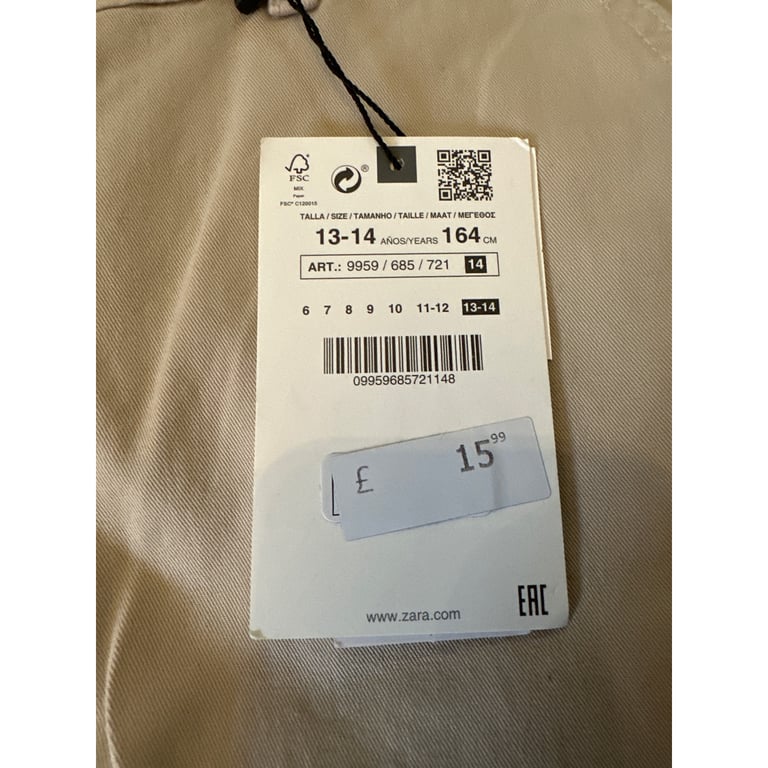 FSC
MIX
Paper
FSC® C120015
®
TALLA / SIZE / TAMANHO / TAILLE / MAAT / ΜΕΓΕΘΟΣ
13-14 AÑOS/YEARS 164 CM
ART.: 9959 / 685 / 721 14
6 7 8 9 10 11-12 13-14
09959685721148
£ 15⁹⁹
www.zara.com
EAC